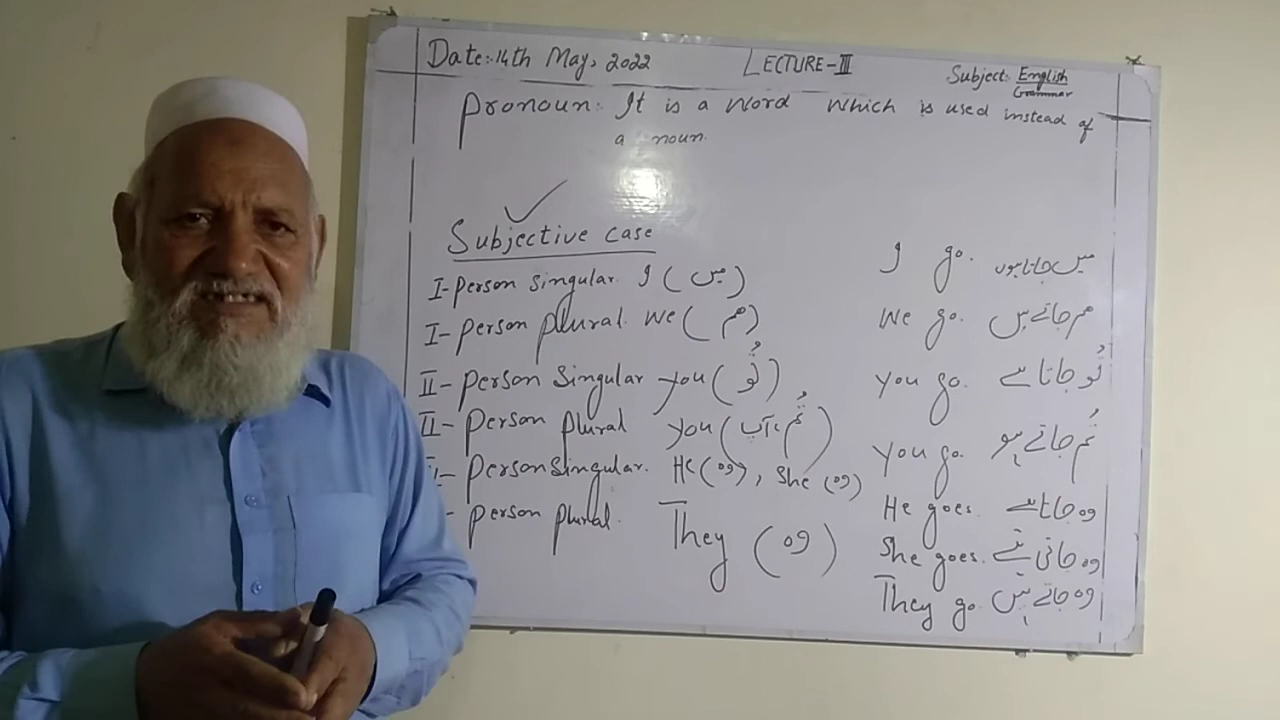 Date:- 14th May, 2022 LECTURE-III Subject: English Grammar
Pronoun: It is a word which is used instead of
a noun.
Subjective case
I- Person Singular. I (میں) I go. میں جاتا ہوں
I- Person plural. We (ہم) We go. ہم جاتے ہیں
II- Person Singular you (تُو) you go. تُو جاتا ہے
II- Person plural you (تُم، آپ) you go. تُم جاتے ہو
Person Singular. He (وہ), She (وہ) He goes. وہ جاتا ہے
She goes. وہ جاتی ہے
Person plural. They (وہ) They go. وہ جاتے ہیں